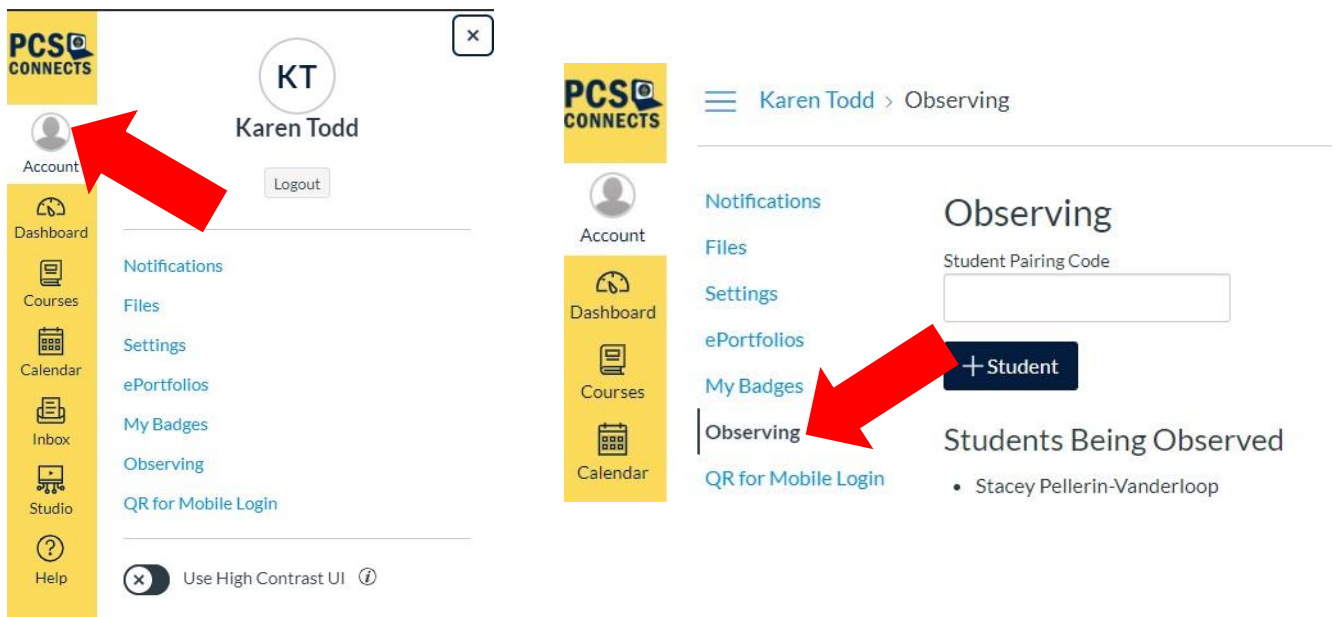 PCS
CONNECTS
Account
Dashboard
Courses
Calendar
Inbox
Studio
Help
KT
Karen Todd
Logout
Notifications
Files
Settings
ePortfolios
My Badges
Observing
QR for Mobile Login
Use High Contrast UI
PCS
CONNECTS
Account
Dashboard
Courses
Calendar
Karen Todd > Observing
Notifications
Files
Settings
ePortfolios
My Badges
Observing
QR for Mobile Login
Observing
Student Pairing Code
+ Student
Students Being Observed
• Stacey Pellerin-Vanderloop